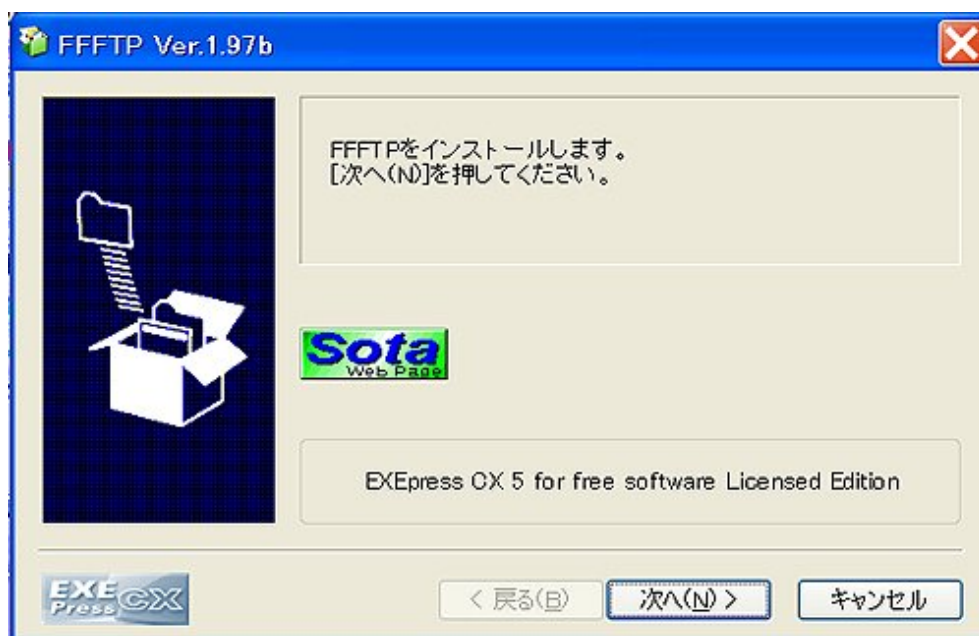 FFFTP Ver.1.97b
FFFTPをインストールします。
[次へ(N)]を押してください。
Sota
Web Page
EXEpress CX 5 for free software Licensed Edition
EXE
Press CX
< 戻る(B)
次へ(N) >
キャンセル